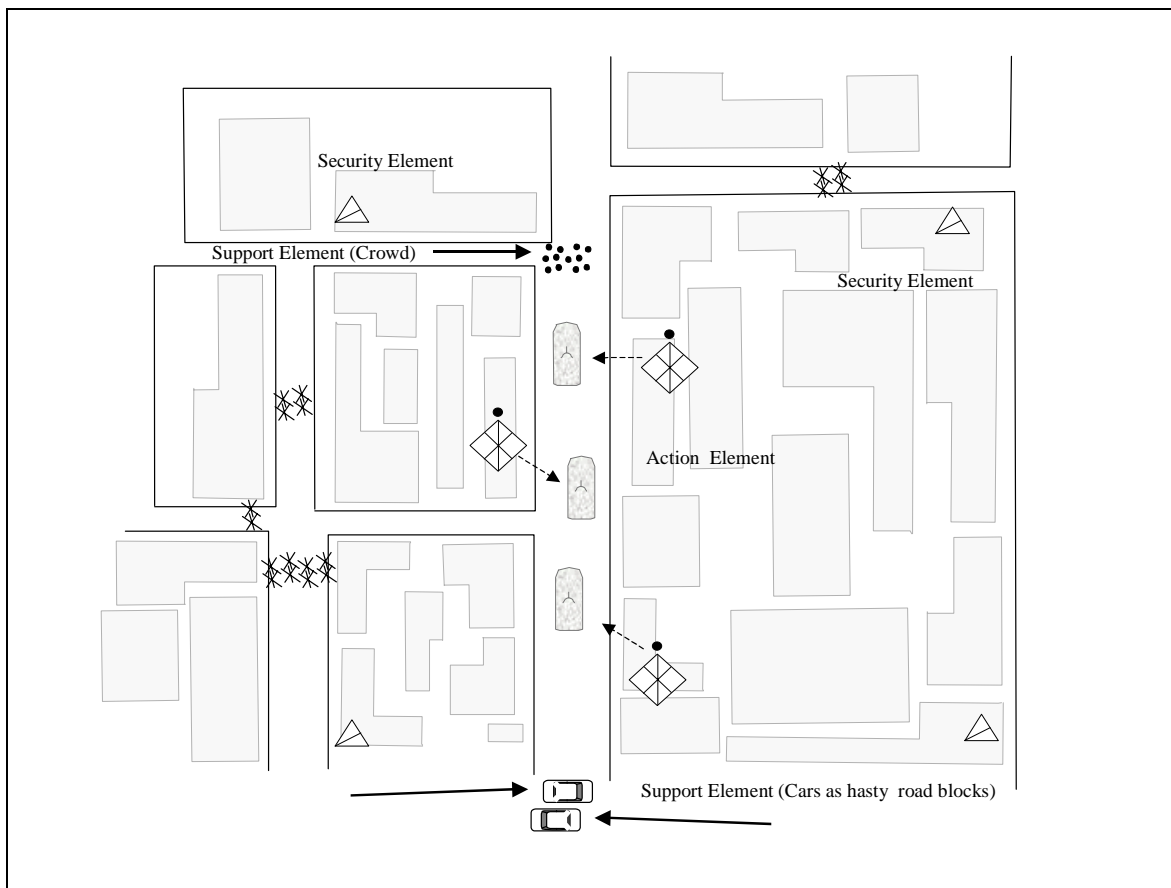 Security Element
Support Element (Crowd)
Security Element
Action Element
Support Element (Cars as hasty road blocks)